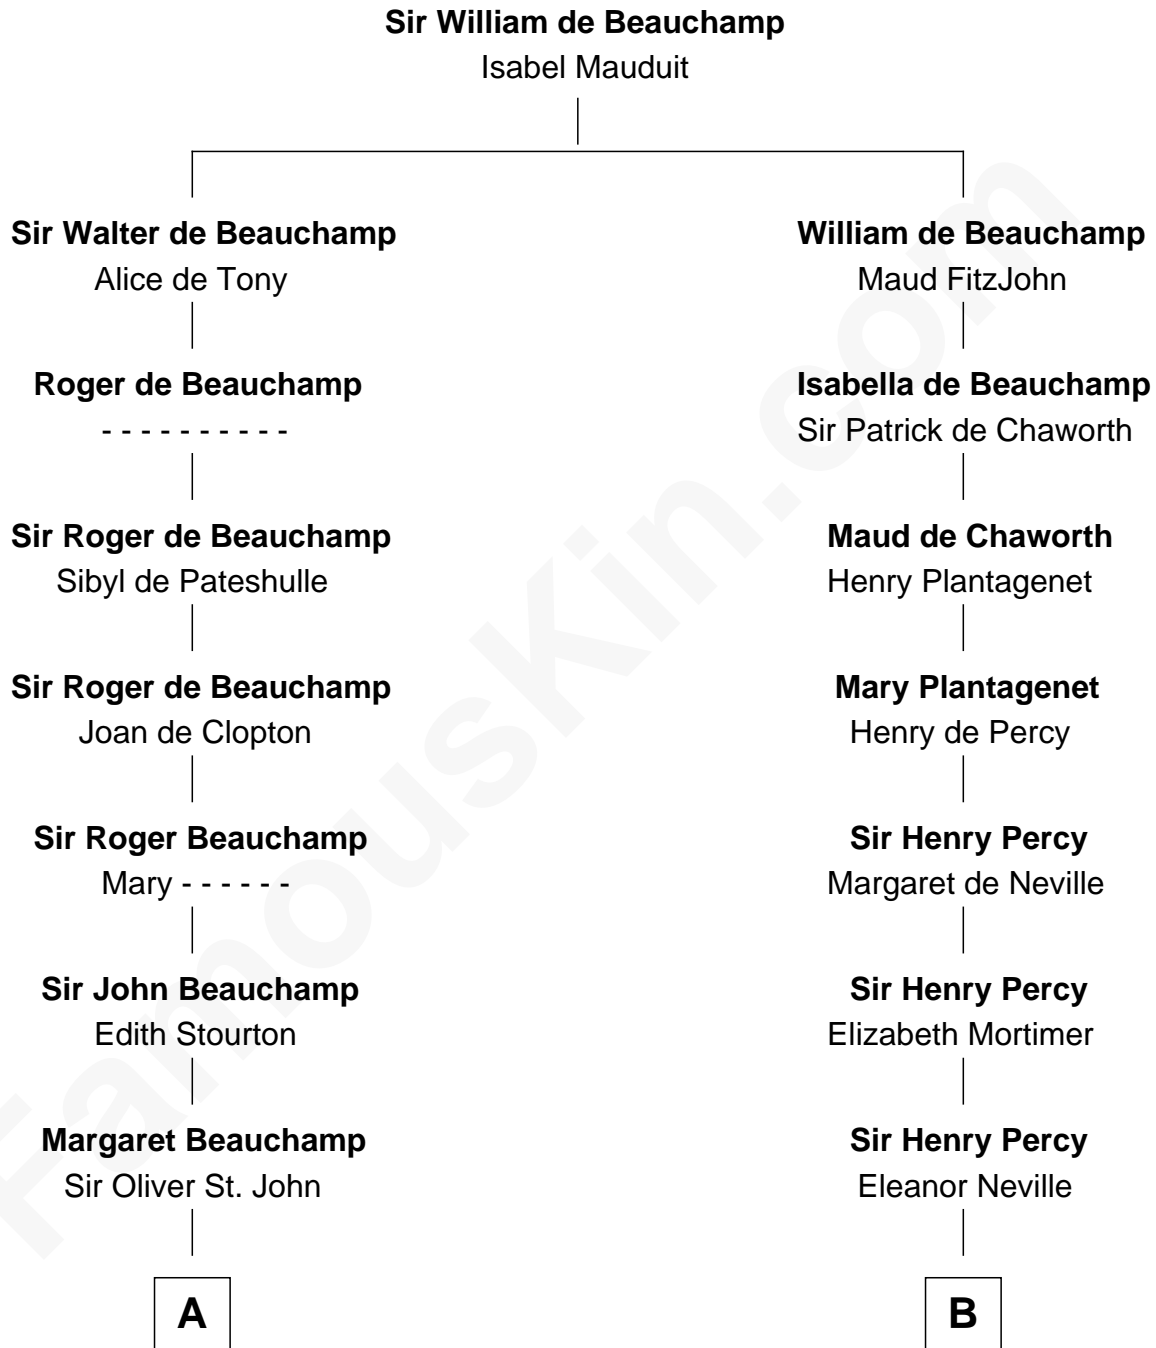 Sir William de Beauchamp
Isabel Mauduit
Sir Walter de Beauchamp
Alice de Tony
William de Beauchamp
Maud FitzJohn
Roger de Beauchamp
- - - - - - - - - -
Isabella de Beauchamp
Sir Patrick de Chaworth
Sir Roger de Beauchamp
Sibyl de Pateshulle
Maud de Chaworth
Henry Plantagenet
Sir Roger de Beauchamp
Joan de Clopton
Mary Plantagenet
Henry de Percy
Sir Roger Beauchamp
Mary - - - - - -
Sir Henry Percy
Margaret de Neville
Sir John Beauchamp
Edith Stourton
Sir Henry Percy
Elizabeth Mortimer
Margaret Beauchamp
Sir Oliver St. John
Sir Henry Percy
Eleanor Neville
A
B
FamousKin.com